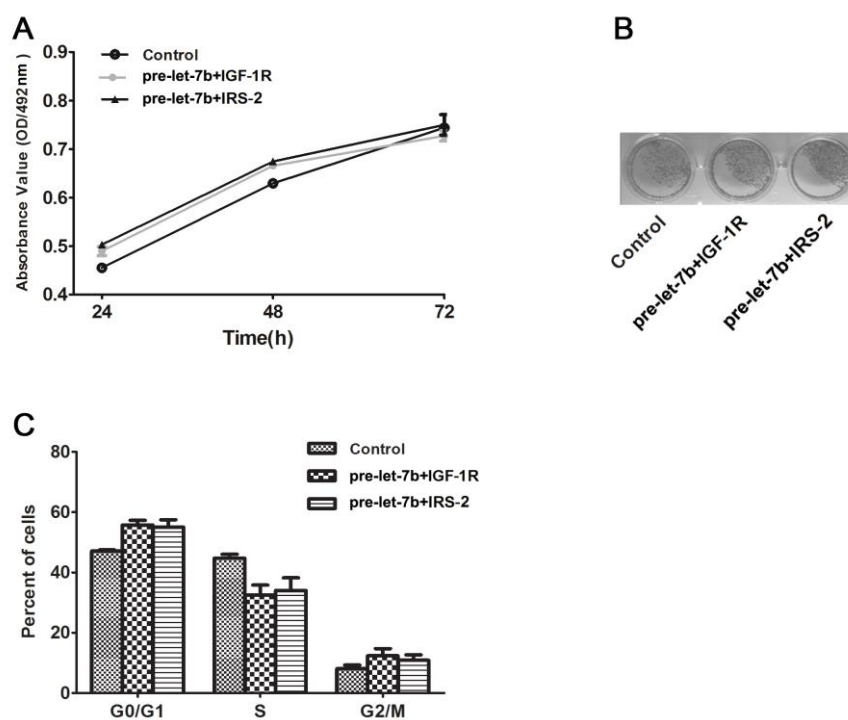 A
Control
pre-let-7b+IGF-1R
pre-let-7b+IRS-2
Absorbance Value (OD/492nm)
0.9
0.8
0.7
0.6
0.5
0.4
24
48
72
Time(h)
B
Control
pre-let-7b+IGF-1R
pre-let-7b+IRS-2
C
Control
pre-let-7b+IGF-1R
pre-let-7b+IRS-2
Percent of cells
80
60
40
20
0
G0/G1
S
G2/M